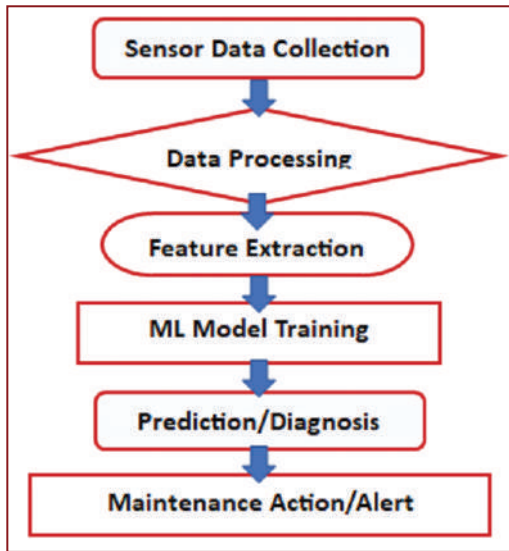 Sensor Data Collection
Data Processing
Feature Extraction
ML Model Training
Prediction/Diagnosis
Maintenance Action/Alert